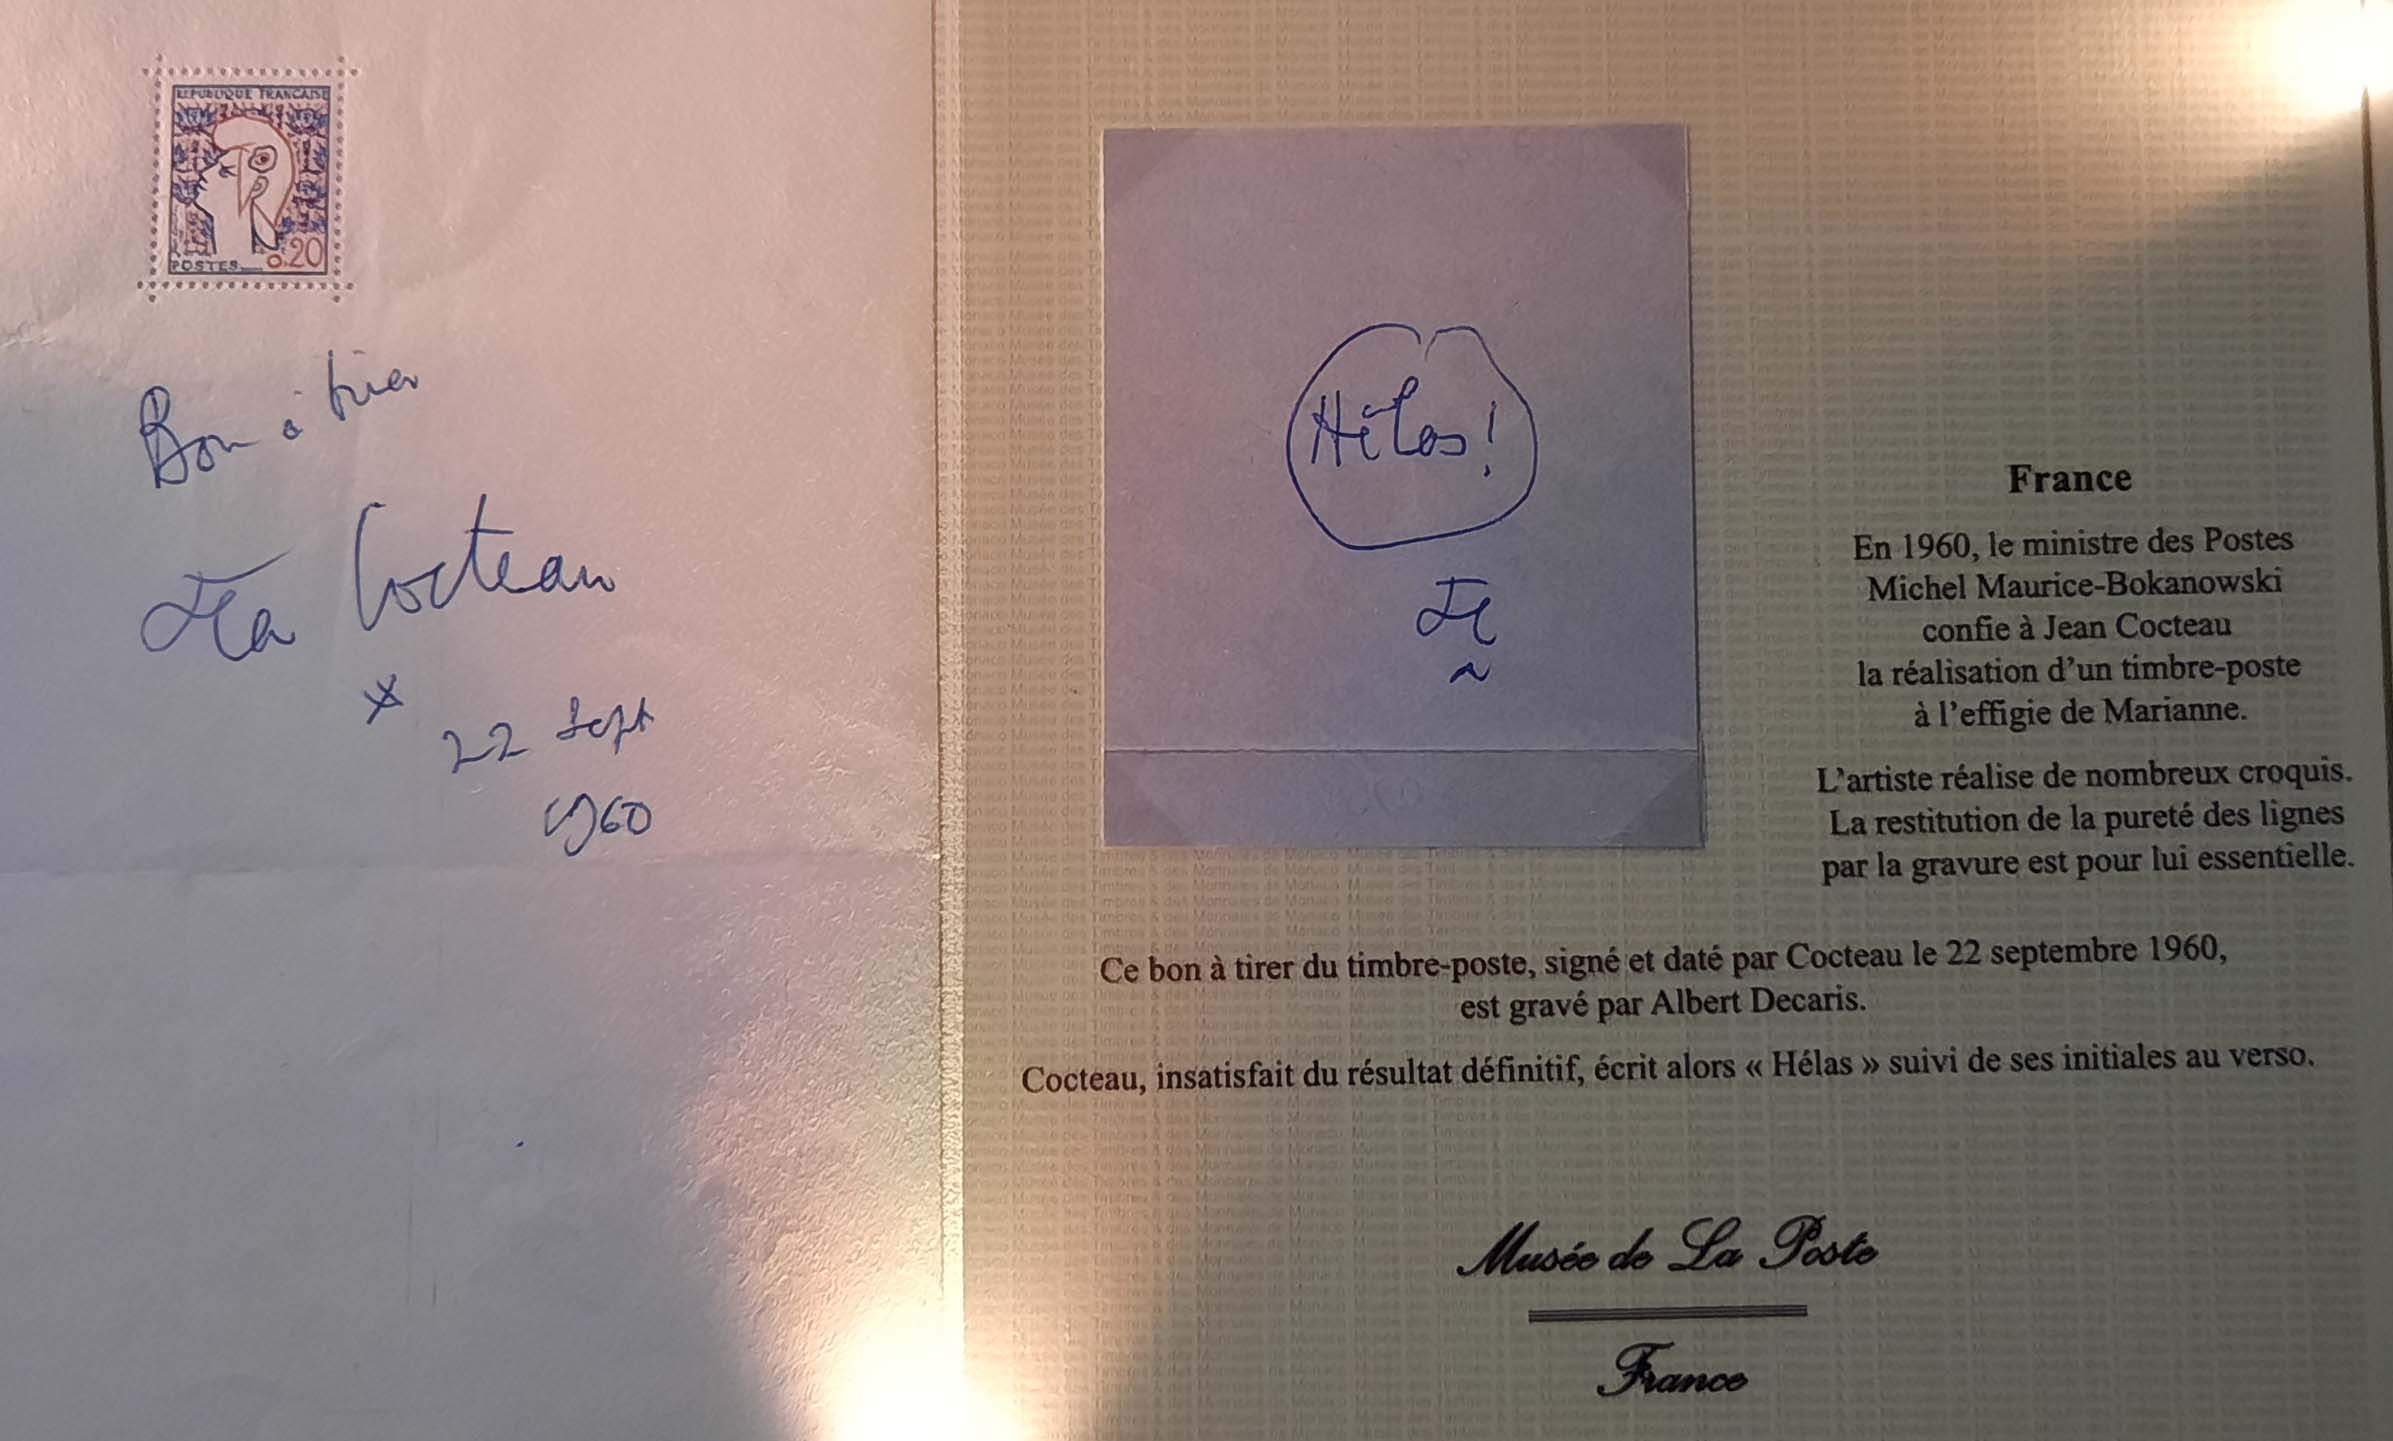 REPUBLIQUE FRANCAISE
POSTES
0.20
Bon à tirer
Jean Cocteau
22 Sept
1960
Hélas!
JC
France
En 1960, le ministre des Postes
Michel Maurice-Bokanowski
confie à Jean Cocteau
la réalisation d'un timbre-poste
à l'effigie de Marianne.
L'artiste réalise de nombreux croquis.
La restitution de la pureté des lignes
par la gravure est pour lui essentielle.
Ce bon à tirer du timbre-poste, signé et daté par Cocteau le 22 septembre 1960,
est gravé par Albert Decaris.
Cocteau, insatisfait du résultat définitif, écrit alors « Hélas » suivi de ses initiales au verso.
Musée de La Poste
France